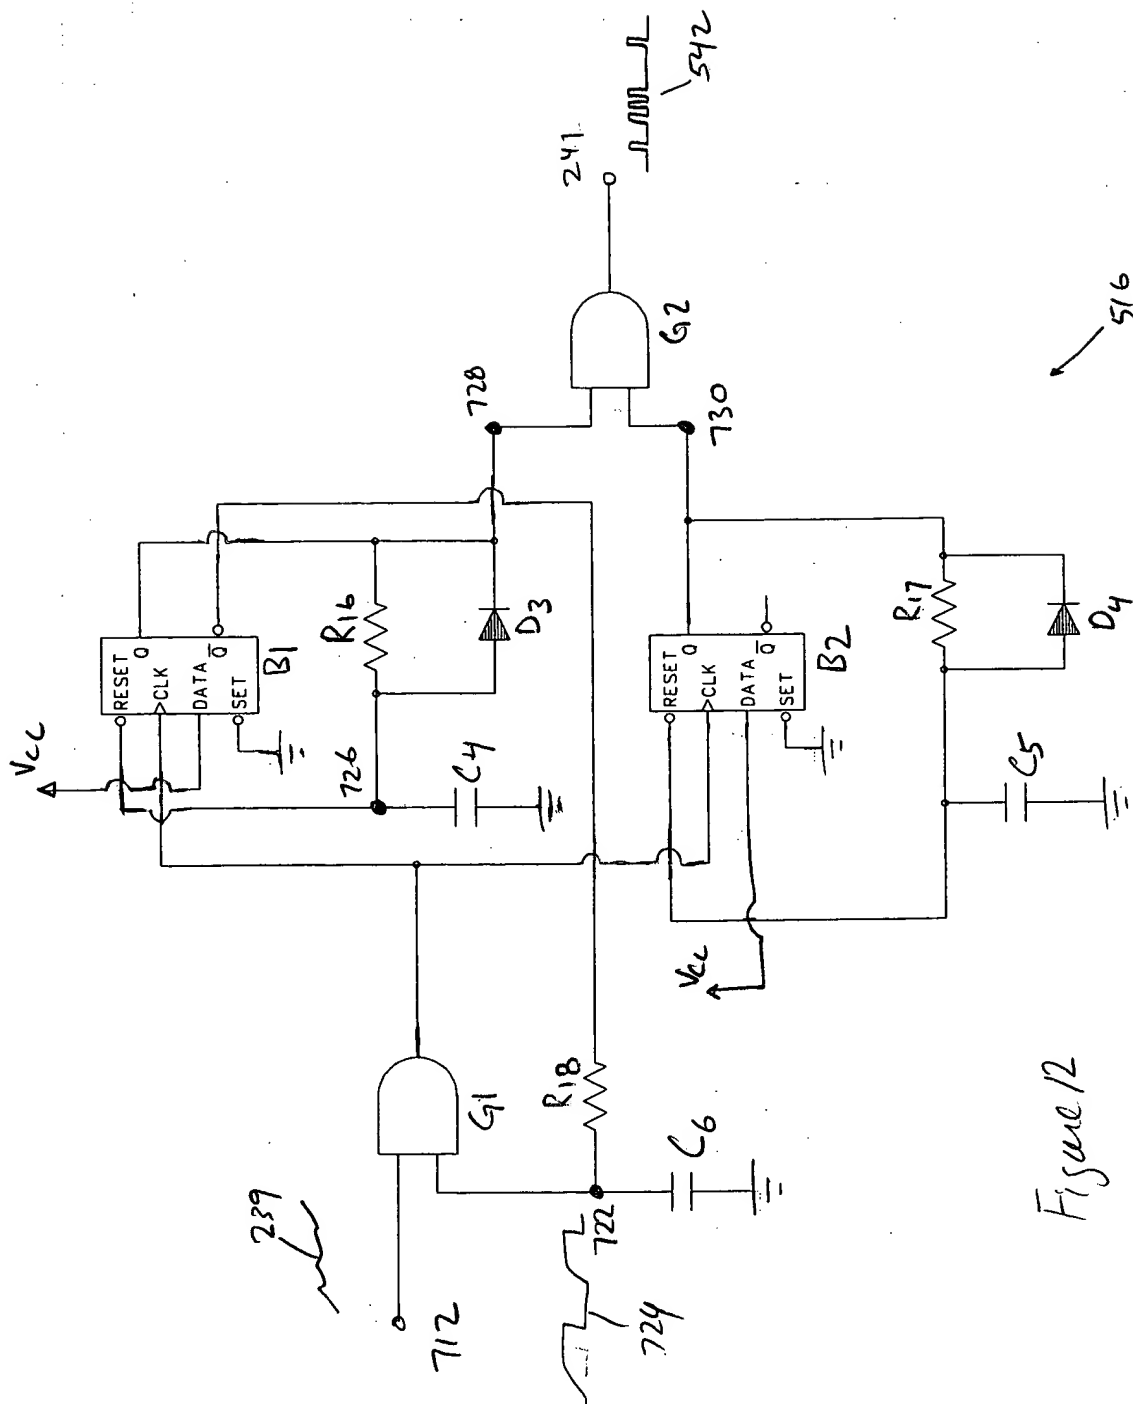 Vcc
RESET
CLK
DATA
SET
Q
Q̅
B1
R16
D3
726
C4
728
241
542
G2
730
516
239
712
G1
722
724
R18
C6
RESET
CLK
DATA
SET
Q
Q̅
B2
Vcc
R17
D4
C5
Figure 12